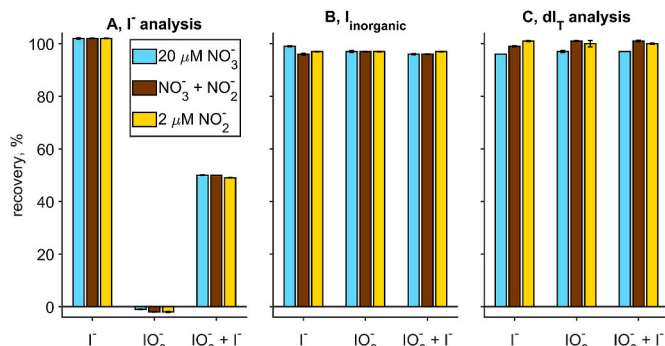 A, I⁻ analysis
B, I_inorganic
C, dI_T analysis
20 μM NO₃⁻
NO₃⁻ + NO₂⁻
2 μM NO₂⁻
recovery, %
100
80
60
40
20
0
I⁻ IO₃⁻ IO₃⁻ + I⁻
I⁻ IO₃⁻ IO₃⁻ + I⁻
I⁻ IO₃⁻ IO₃⁻ + I⁻